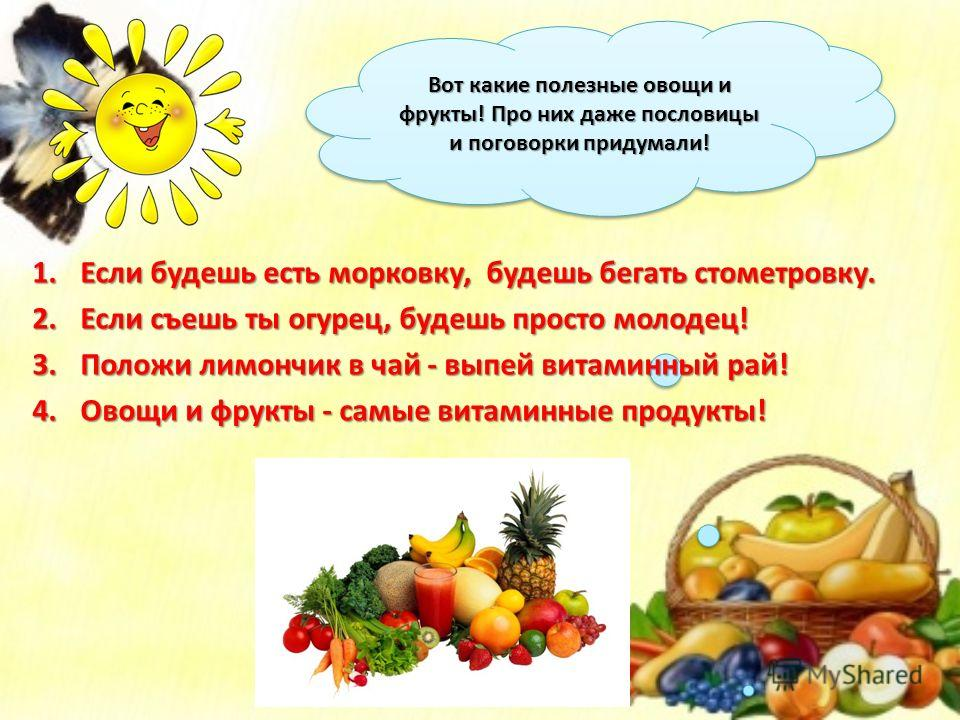 Вот какие полезные овощи и
фрукты! Про них даже пословицы
и поговорки придумали!
1. Если будешь есть морковку, будешь бегать стометровку.
2. Если съешь ты огурец, будешь просто молодец!
3. Положи лимончик в чай - выпей витаминный рай!
4. Овощи и фрукты - самые витаминные продукты!
MyShared